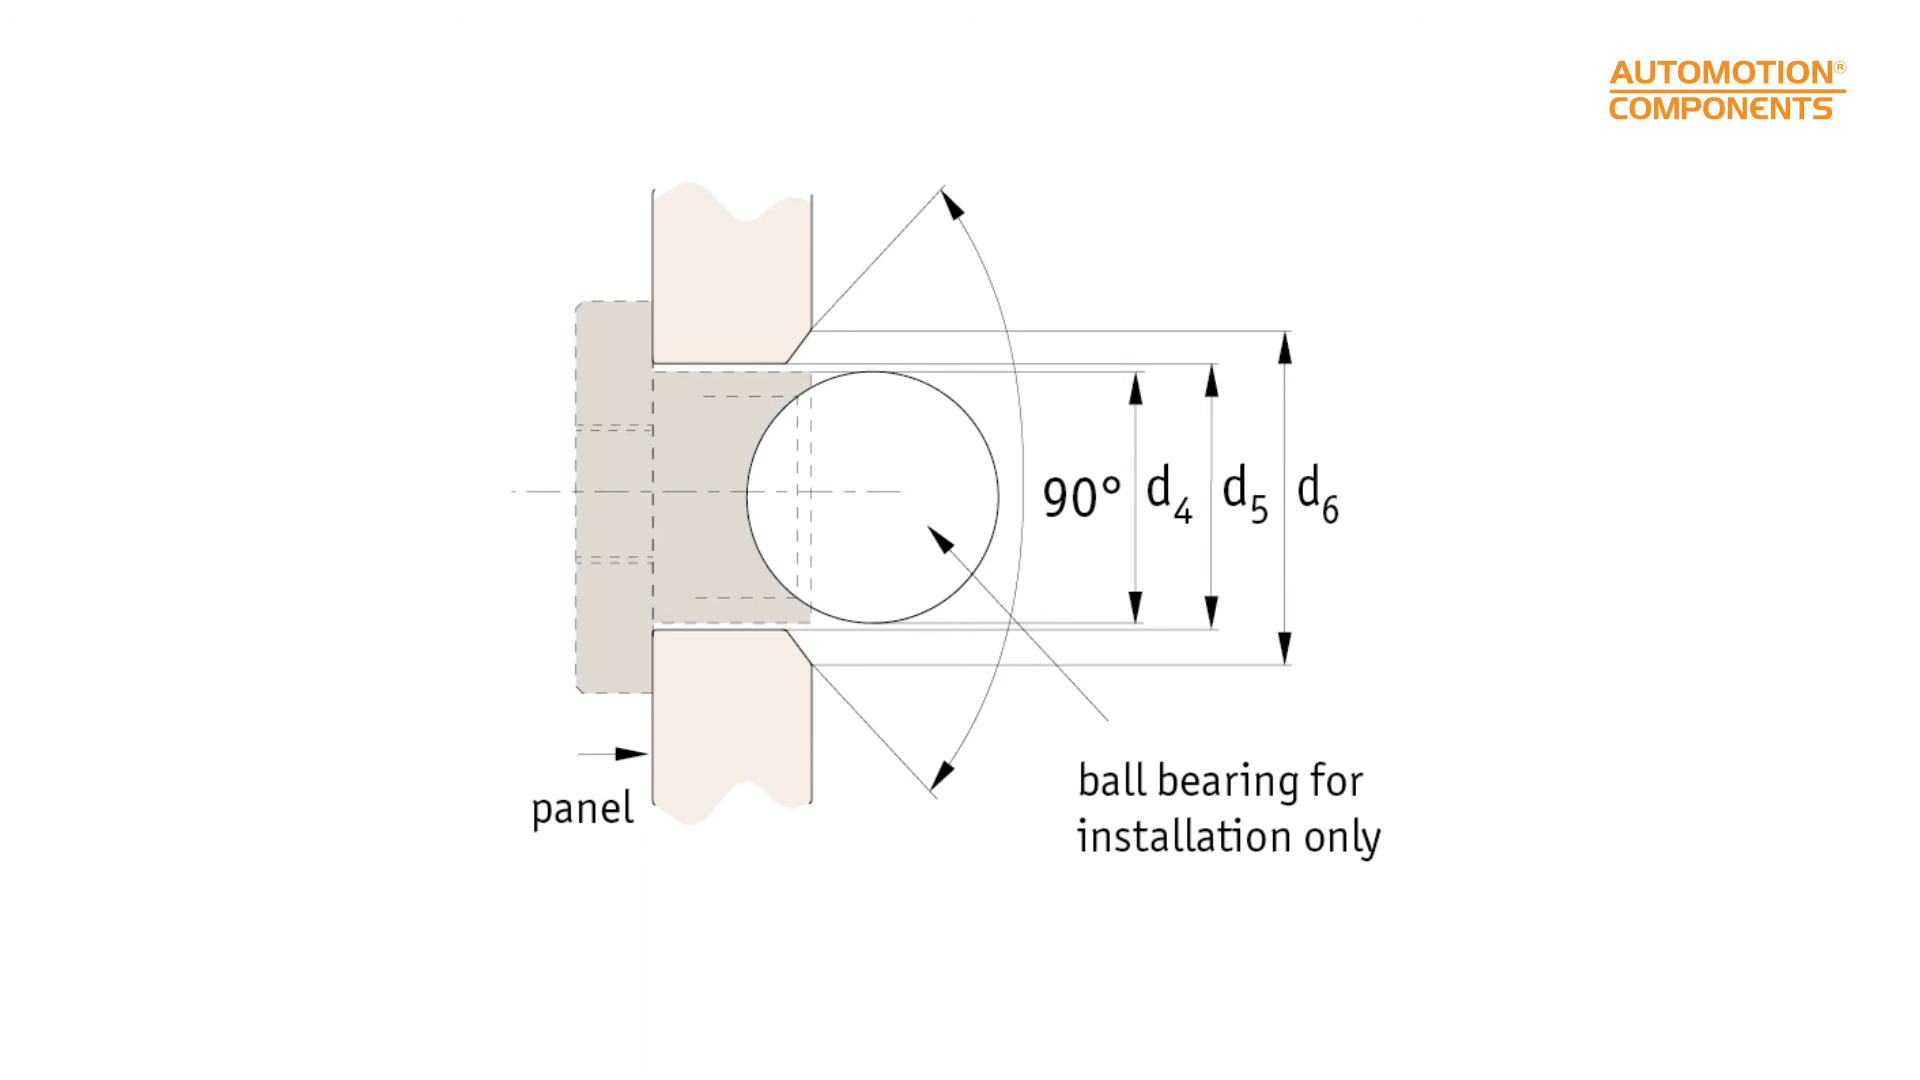 AUTOMOTION®
COMPONENTS
90° d4 d5 d6
panel
ball bearing for
installation only